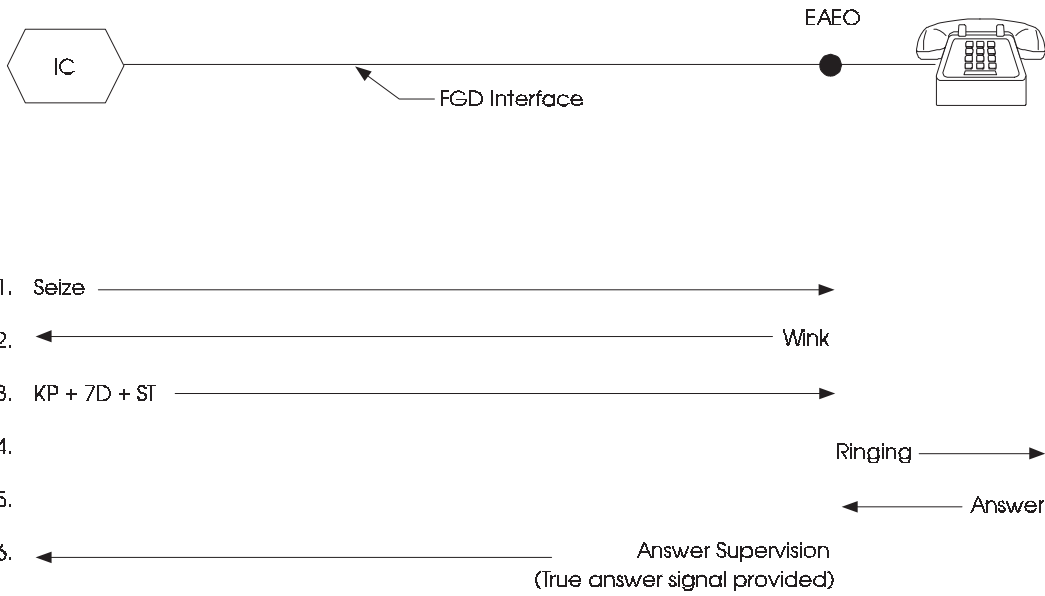 EAEO
IC
FGD Interface
1. Seize
2. Wink
3. KP + 7D + ST
4. Ringing
5. Answer
6. Answer Supervision
(True answer signal provided)